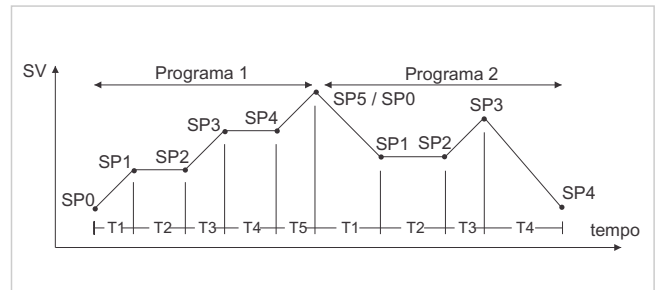 SV
Programa 1
Programa 2
SP5 / SP0
SP3
SP4
SP3
SP1
SP2
SP1
SP2
SP0
SP4
T1
T2
T3
T4
T5
T1
T2
T3
T4
tempo